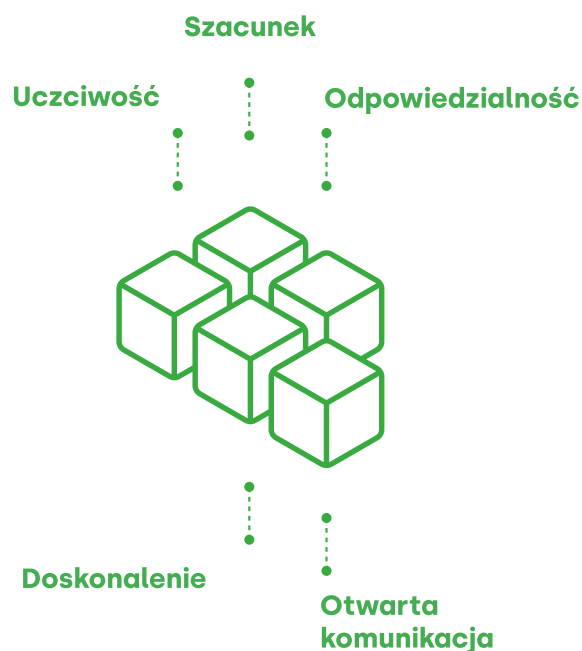 Szacunek
Uczciwość
Odpowiedzialność
Doskonalenie
Otwarta
komunikacja